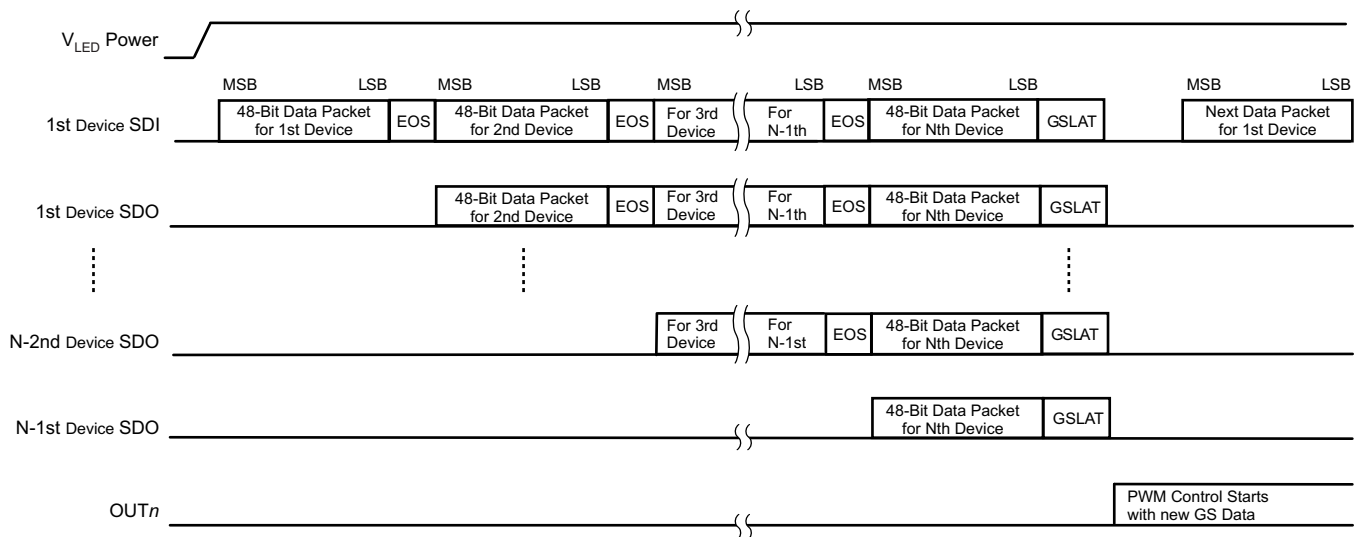 VLED Power
MSB LSB MSB LSB MSB LSB MSB LSB MSB LSB
1st Device SDI
48-Bit Data Packet
for 1st Device
EOS
48-Bit Data Packet
for 2nd Device
EOS
For 3rd
Device
For
N-1th
EOS
48-Bit Data Packet
for Nth Device
GSLAT
Next Data Packet
for 1st Device
1st Device SDO
48-Bit Data Packet
for 2nd Device
EOS
For 3rd
Device
For
N-1th
EOS
48-Bit Data Packet
for Nth Device
GSLAT
N-2nd Device SDO
For 3rd
Device
For
N-1st
EOS
48-Bit Data Packet
for Nth Device
GSLAT
N-1st Device SDO
48-Bit Data Packet
for Nth Device
GSLAT
OUTn
PWM Control Starts
with new GS Data